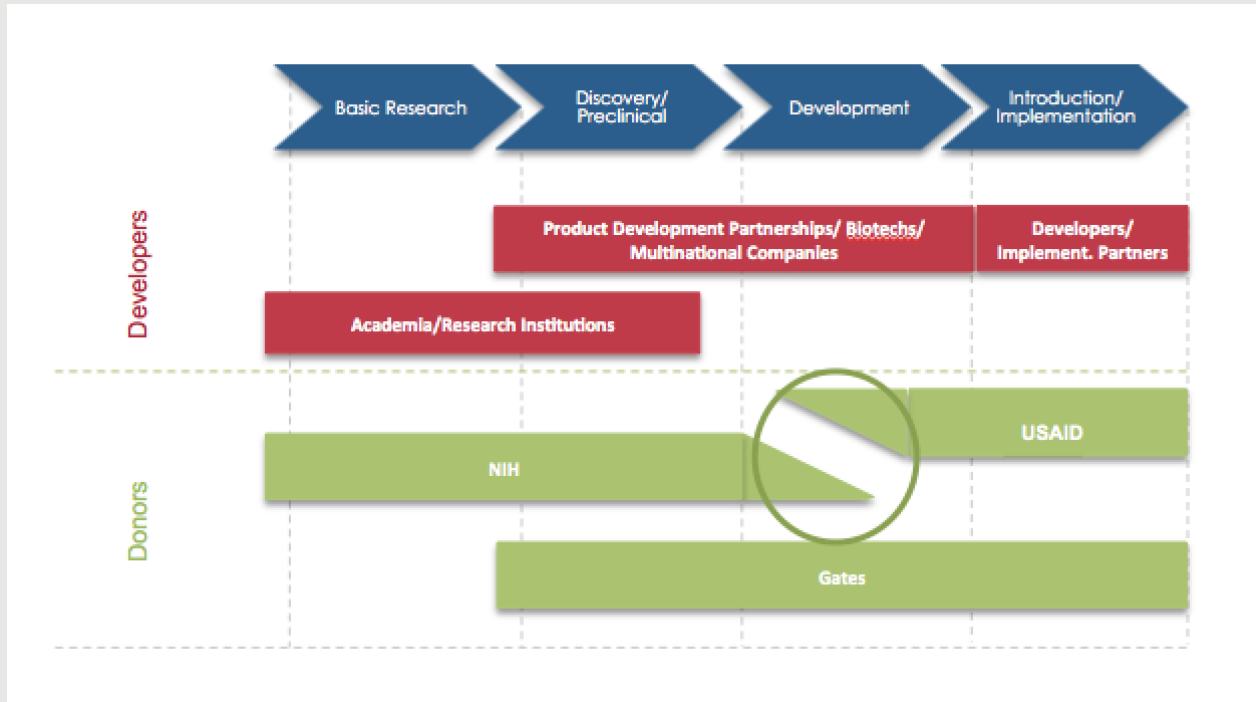 Basic Research
Discovery/
Preclinical
Development
Introduction/
Implementation
Developers
Product Development Partnerships/ Biotechs/
Multinational Companies
Developers/
Implement. Partners
Academia/Research Institutions
Donors
USAID
NIH
Gates